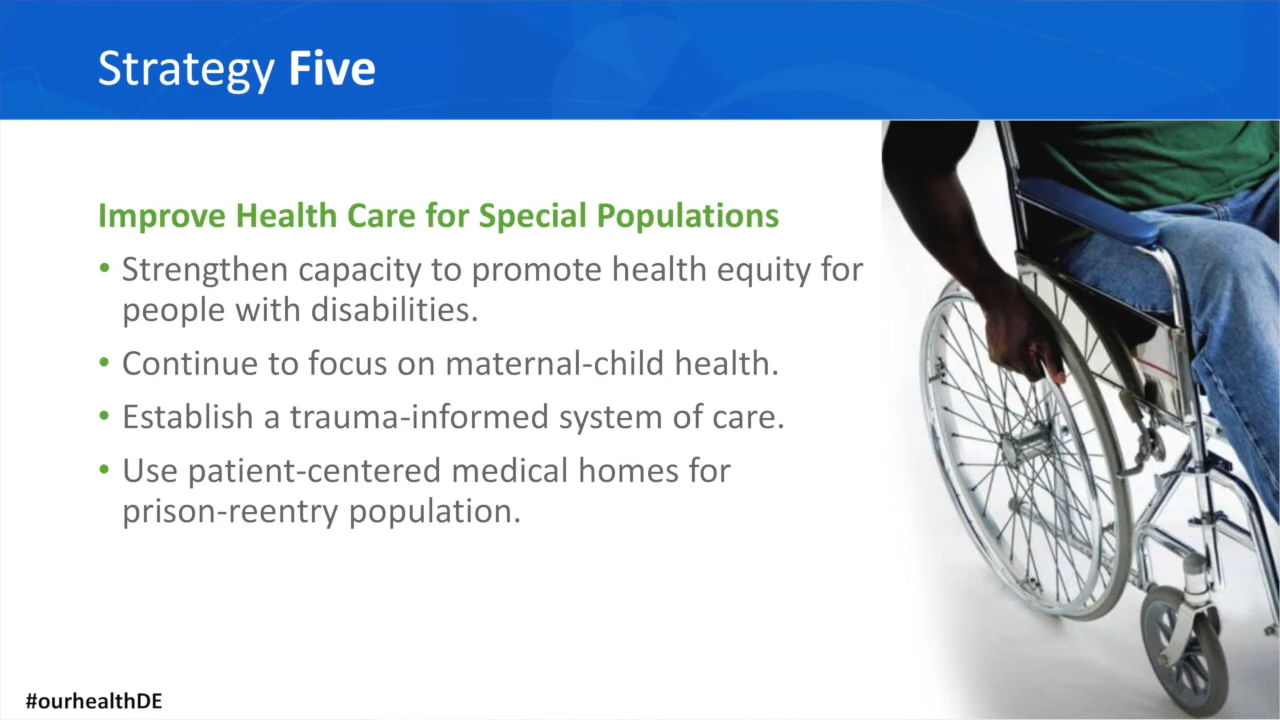 Strategy Five
Improve Health Care for Special Populations
• Strengthen capacity to promote health equity for
people with disabilities.
• Continue to focus on maternal-child health.
• Establish a trauma-informed system of care.
• Use patient-centered medical homes for
prison-reentry population.
#ourhealthDE